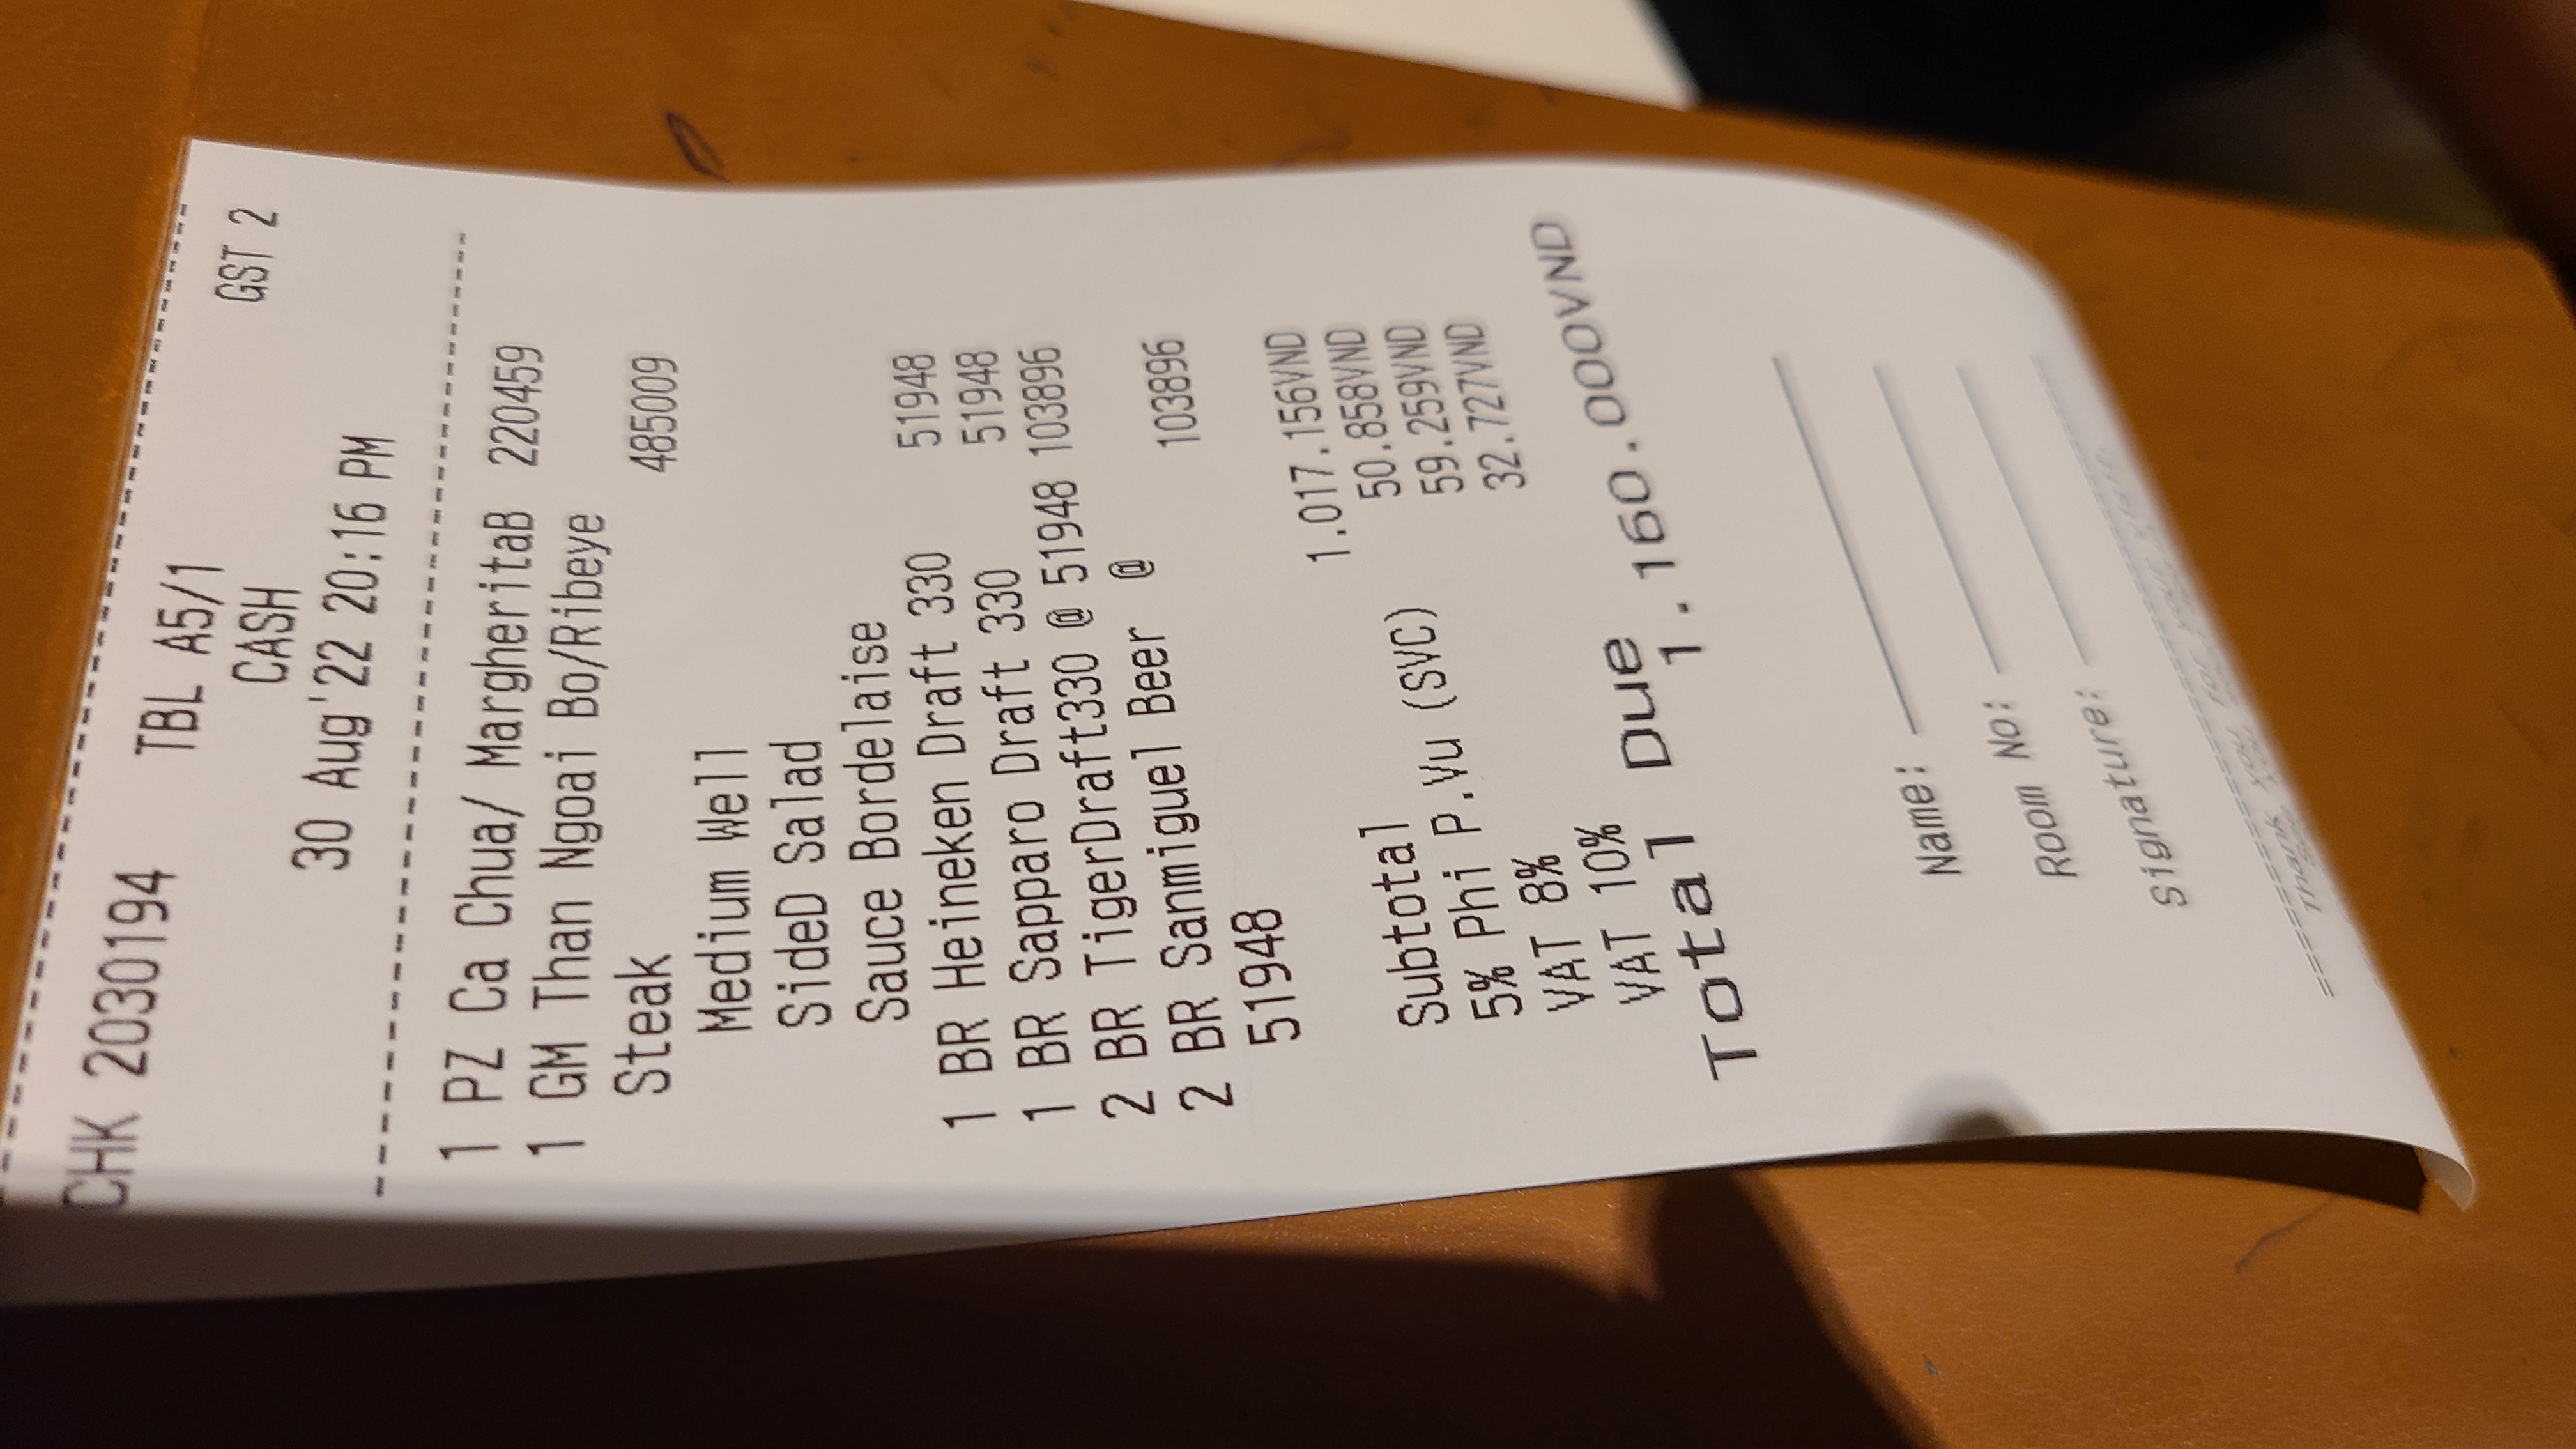 CHK 2030194 TBL A5/1 GST 2
CASH
30 Aug'22 20:16 PM
1 PZ Ca Chua/ MargheritaB 220459
1 GM Than Ngoai Bo/Ribeye
Steak 485009
Medium Well
SideD Salad
Sauce Bordelaise
1 BR Heineken Draft 330 51948
1 BR Sapparo Draft 330 51948
2 BR TigerDraft330 @ 51948 103896
2 BR Sanmiguel Beer @
51948 103896
Subtotal 1.017.156VND
5% Phi P.Vu (SVC) 50.858VND
VAT 8% 59.259VND
VAT 10% 32.727VND
Total Due
1.160.000VND
Name:
Room No:
Signature:
Thank you for